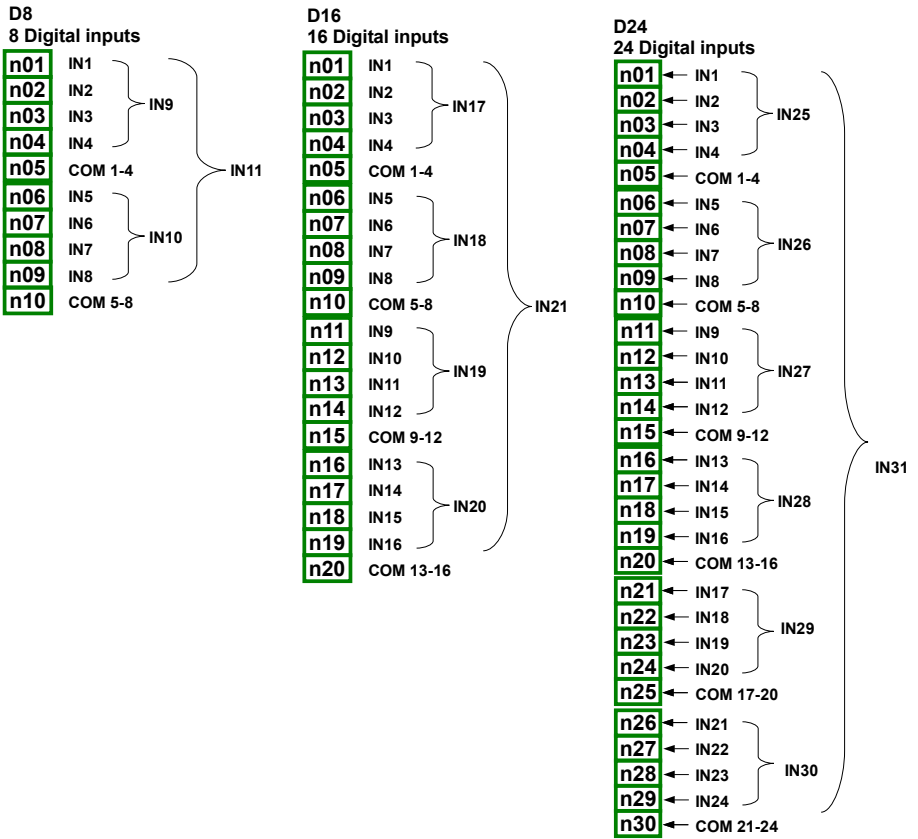 D8
8 Digital inputs
n01 IN1
n02 IN2
IN9
n03 IN3
n04 IN4
n05 COM 1-4
IN11
n06 IN5
n07 IN6
IN10
n08 IN7
n09 IN8
n10 COM 5-8
D16
16 Digital inputs
n01 IN1
n02 IN2
IN17
n03 IN3
n04 IN4
n05 COM 1-4
n06 IN5
n07 IN6
IN18
n08 IN7
n09 IN8
n10 COM 5-8
IN21
n11 IN9
n12 IN10
IN19
n13 IN11
n14 IN12
n15 COM 9-12
n16 IN13
n17 IN14
IN20
n18 IN15
n19 IN16
n20 COM 13-16
D24
24 Digital inputs
n01 IN1
n02 IN2
IN25
n03 IN3
n04 IN4
n05 COM 1-4
n06 IN5
n07 IN6
IN26
n08 IN7
n09 IN8
n10 COM 5-8
n11 IN9
n12 IN10
IN27
n13 IN11
n14 IN12
n15 COM 9-12
n16 IN13
IN31
n17 IN14
IN28
n18 IN15
n19 IN16
n20 COM 13-16
n21 IN17
n22 IN18
IN29
n23 IN19
n24 IN20
n25 COM 17-20
n26 IN21
n27 IN22
IN30
n28 IN23
n29 IN24
n30 COM 21-24